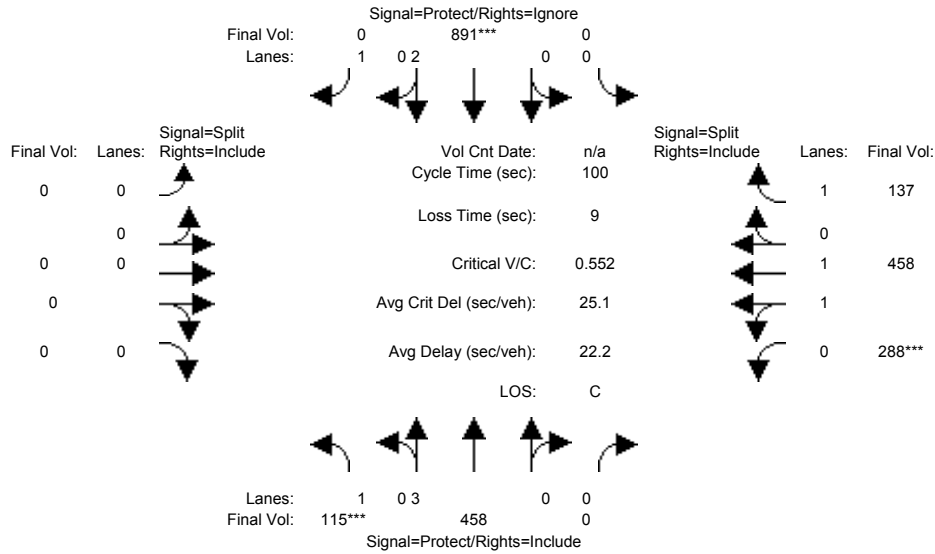 Signal=Protect/Rights=Ignore
Final Vol: 0 891*** 0
Lanes: 1 0 2 0 0
Signal=Split Signal=Split
Final Vol: Lanes: Rights=Include Vol Cnt Date: n/a Rights=Include Lanes: Final Vol:
Cycle Time (sec): 100
0 0 1 137
Loss Time (sec): 9
0 0
0 0 Critical V/C: 0.552 1 458
0 Avg Crit Del (sec/veh): 25.1 1
0 0 Avg Delay (sec/veh): 22.2 0 288***
LOS: C
Lanes: 1 0 3 0 0
Final Vol: 115*** 458 0
Signal=Protect/Rights=Include